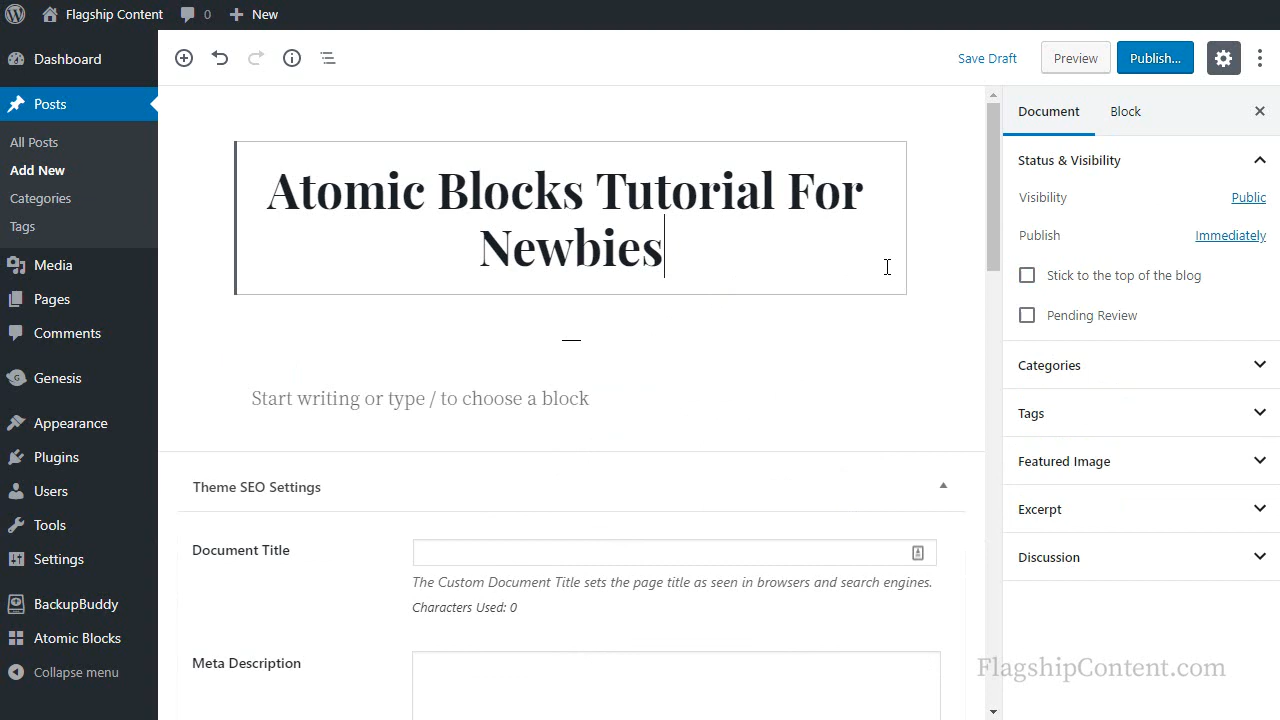 Flagship Content 0 New
Dashboard
Posts
All Posts
Add New
Categories
Tags
Media
Pages
Comments
Genesis
Appearance
Plugins
Users
Tools
Settings
BackupBuddy
Atomic Blocks
Collapse menu
Save Draft Preview Publish...
Atomic Blocks Tutorial For
Newbies
Start writing or type / to choose a block
Theme SEO Settings
Document Title
The Custom Document Title sets the page title as seen in browsers and search engines.
Characters Used: 0
Meta Description
Document Block
Status & Visibility
Visibility Public
Publish Immediately
Stick to the top of the blog
Pending Review
Categories
Tags
Featured Image
Excerpt
Discussion
FlagshipContent.com